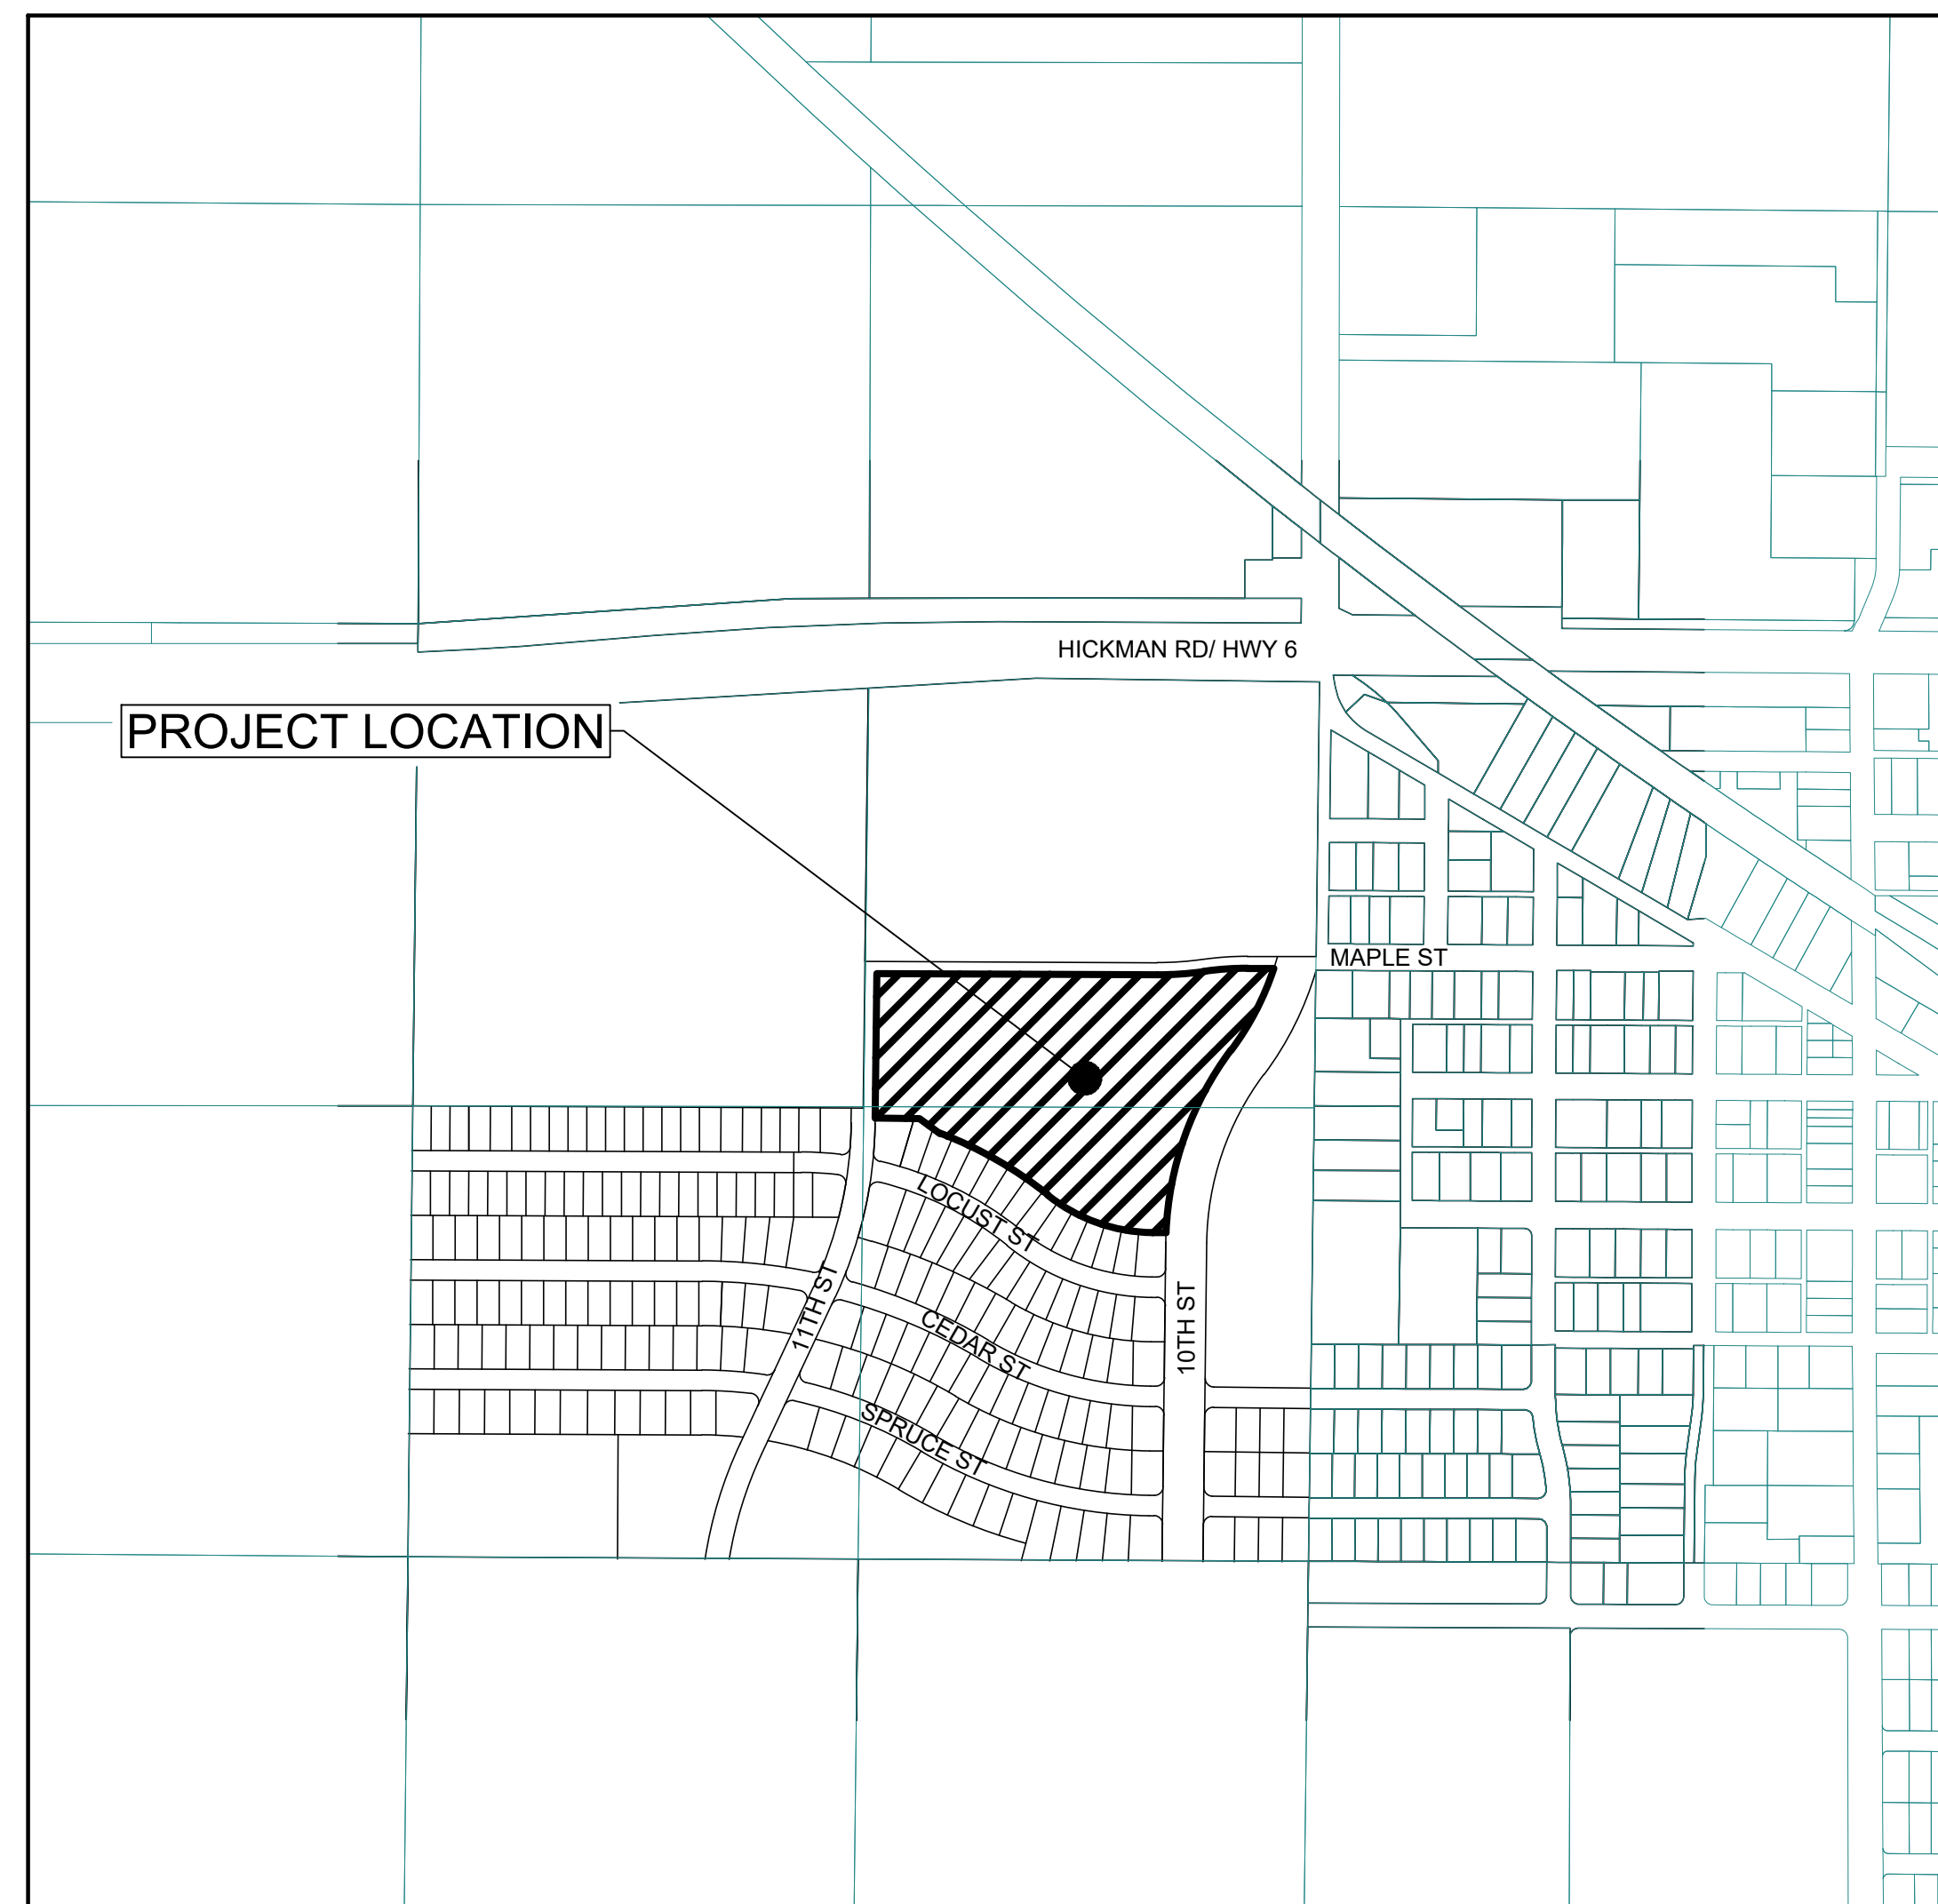 HICKMAN RD/ HWY 6
PROJECT LOCATION
MAPLE ST
LOCUST ST
11TH ST
10TH ST
CEDAR ST
SPRUCE ST